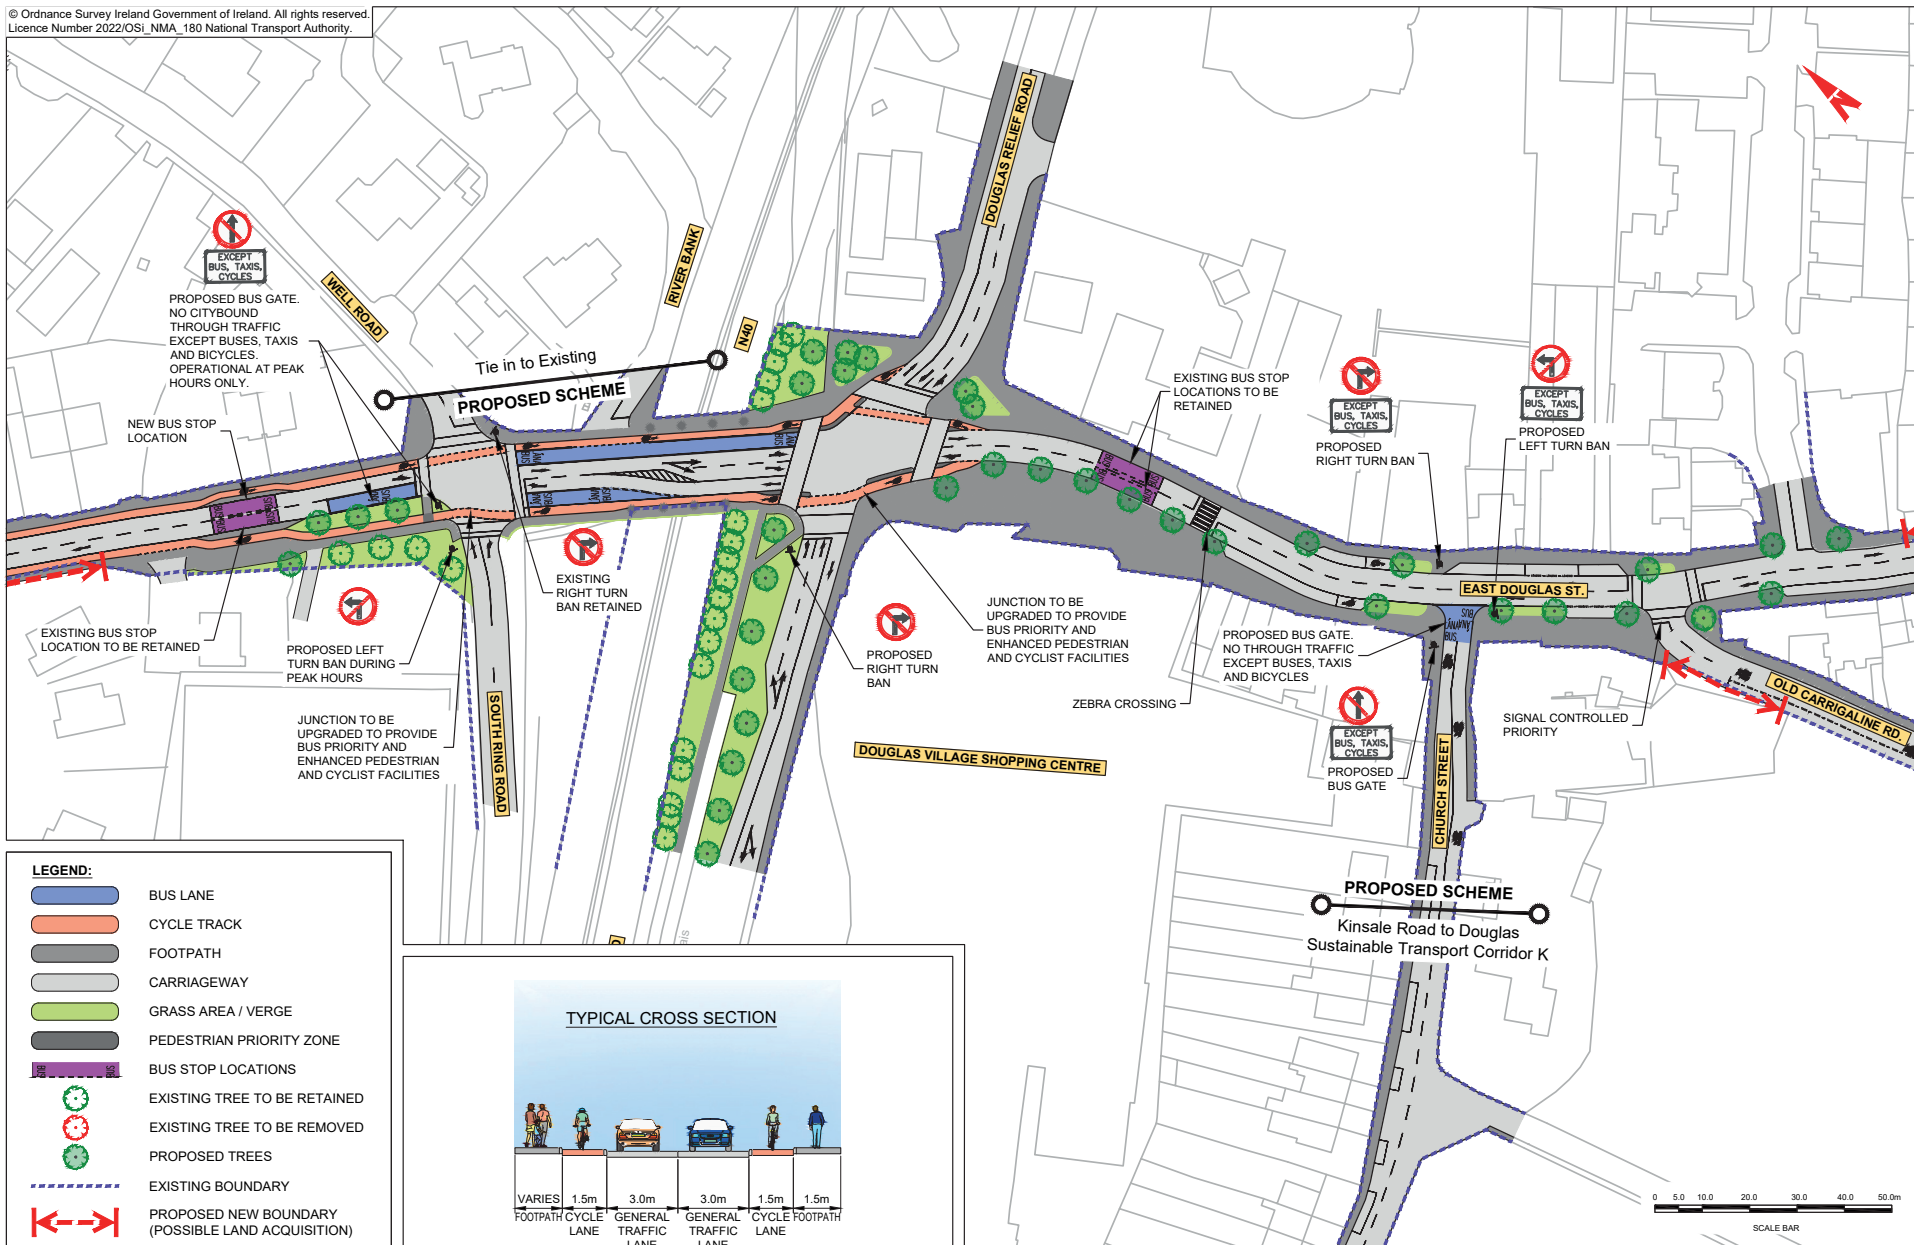 © Ordnance Survey Ireland Government of Ireland. All rights reserved.
Licence Number 2022/OSi_NMA_180 National Transport Authority.
DOUGLAS RELIEF ROAD
EXCEPT
BUS, TAXIS,
CYCLES
PROPOSED BUS GATE.
NO CITYBOUND
THROUGH TRAFFIC
EXCEPT BUSES, TAXIS
AND BICYCLES.
OPERATIONAL AT PEAK
HOURS ONLY.
WELL ROAD
RIVER BANK
N40
Tie in to Existing
PROPOSED SCHEME
NEW BUS STOP
LOCATION
EXISTING BUS STOP
LOCATIONS TO BE
RETAINED
EXCEPT
BUS, TAXIS,
CYCLES
PROPOSED
RIGHT TURN BAN
EXCEPT
BUS, TAXIS,
CYCLES
PROPOSED
LEFT TURN BAN
BUS
LANE
BUS
LANE
BUS
LANE
BUS
LANE
BUS
LANE
EXISTING BUS STOP
LOCATION TO BE RETAINED
PROPOSED LEFT
TURN BAN DURING
PEAK HOURS
EXISTING
RIGHT TURN
BAN RETAINED
PROPOSED
RIGHT TURN
BAN
JUNCTION TO BE
UPGRADED TO PROVIDE
BUS PRIORITY AND
ENHANCED PEDESTRIAN
AND CYCLIST FACILITIES
EAST DOUGLAS ST.
PROPOSED BUS GATE.
NO THROUGH TRAFFIC
EXCEPT BUSES, TAXIS
AND BICYCLES
ZEBRA CROSSING
EXCEPT
BUS, TAXIS,
CYCLES
PROPOSED
BUS GATE
SIGNAL CONTROLLED
PRIORITY
OLD CARRIGALINE RD.
JUNCTION TO BE
UPGRADED TO PROVIDE
BUS PRIORITY AND
ENHANCED PEDESTRIAN
AND CYCLIST FACILITIES
SOUTH RING ROAD
DOUGLAS VILLAGE SHOPPING CENTRE
CHURCH STREET
PROPOSED SCHEME
Kinsale Road to Douglas
Sustainable Transport Corridor K
LEGEND:
BUS LANE
CYCLE TRACK
FOOTPATH
CARRIAGEWAY
GRASS AREA / VERGE
PEDESTRIAN PRIORITY ZONE
BUS STOP LOCATIONS
EXISTING TREE TO BE RETAINED
EXISTING TREE TO BE REMOVED
PROPOSED TREES
EXISTING BOUNDARY
PROPOSED NEW BOUNDARY
(POSSIBLE LAND ACQUISITION)
TYPICAL CROSS SECTION
VARIES 1.5m 3.0m 3.0m 1.5m 1.5m
FOOTPATH CYCLE LANE GENERAL TRAFFIC LANE GENERAL TRAFFIC LANE CYCLE LANE FOOTPATH
0 5.0 10.0 20.0 30.0 40.0 50.0m
SCALE BAR